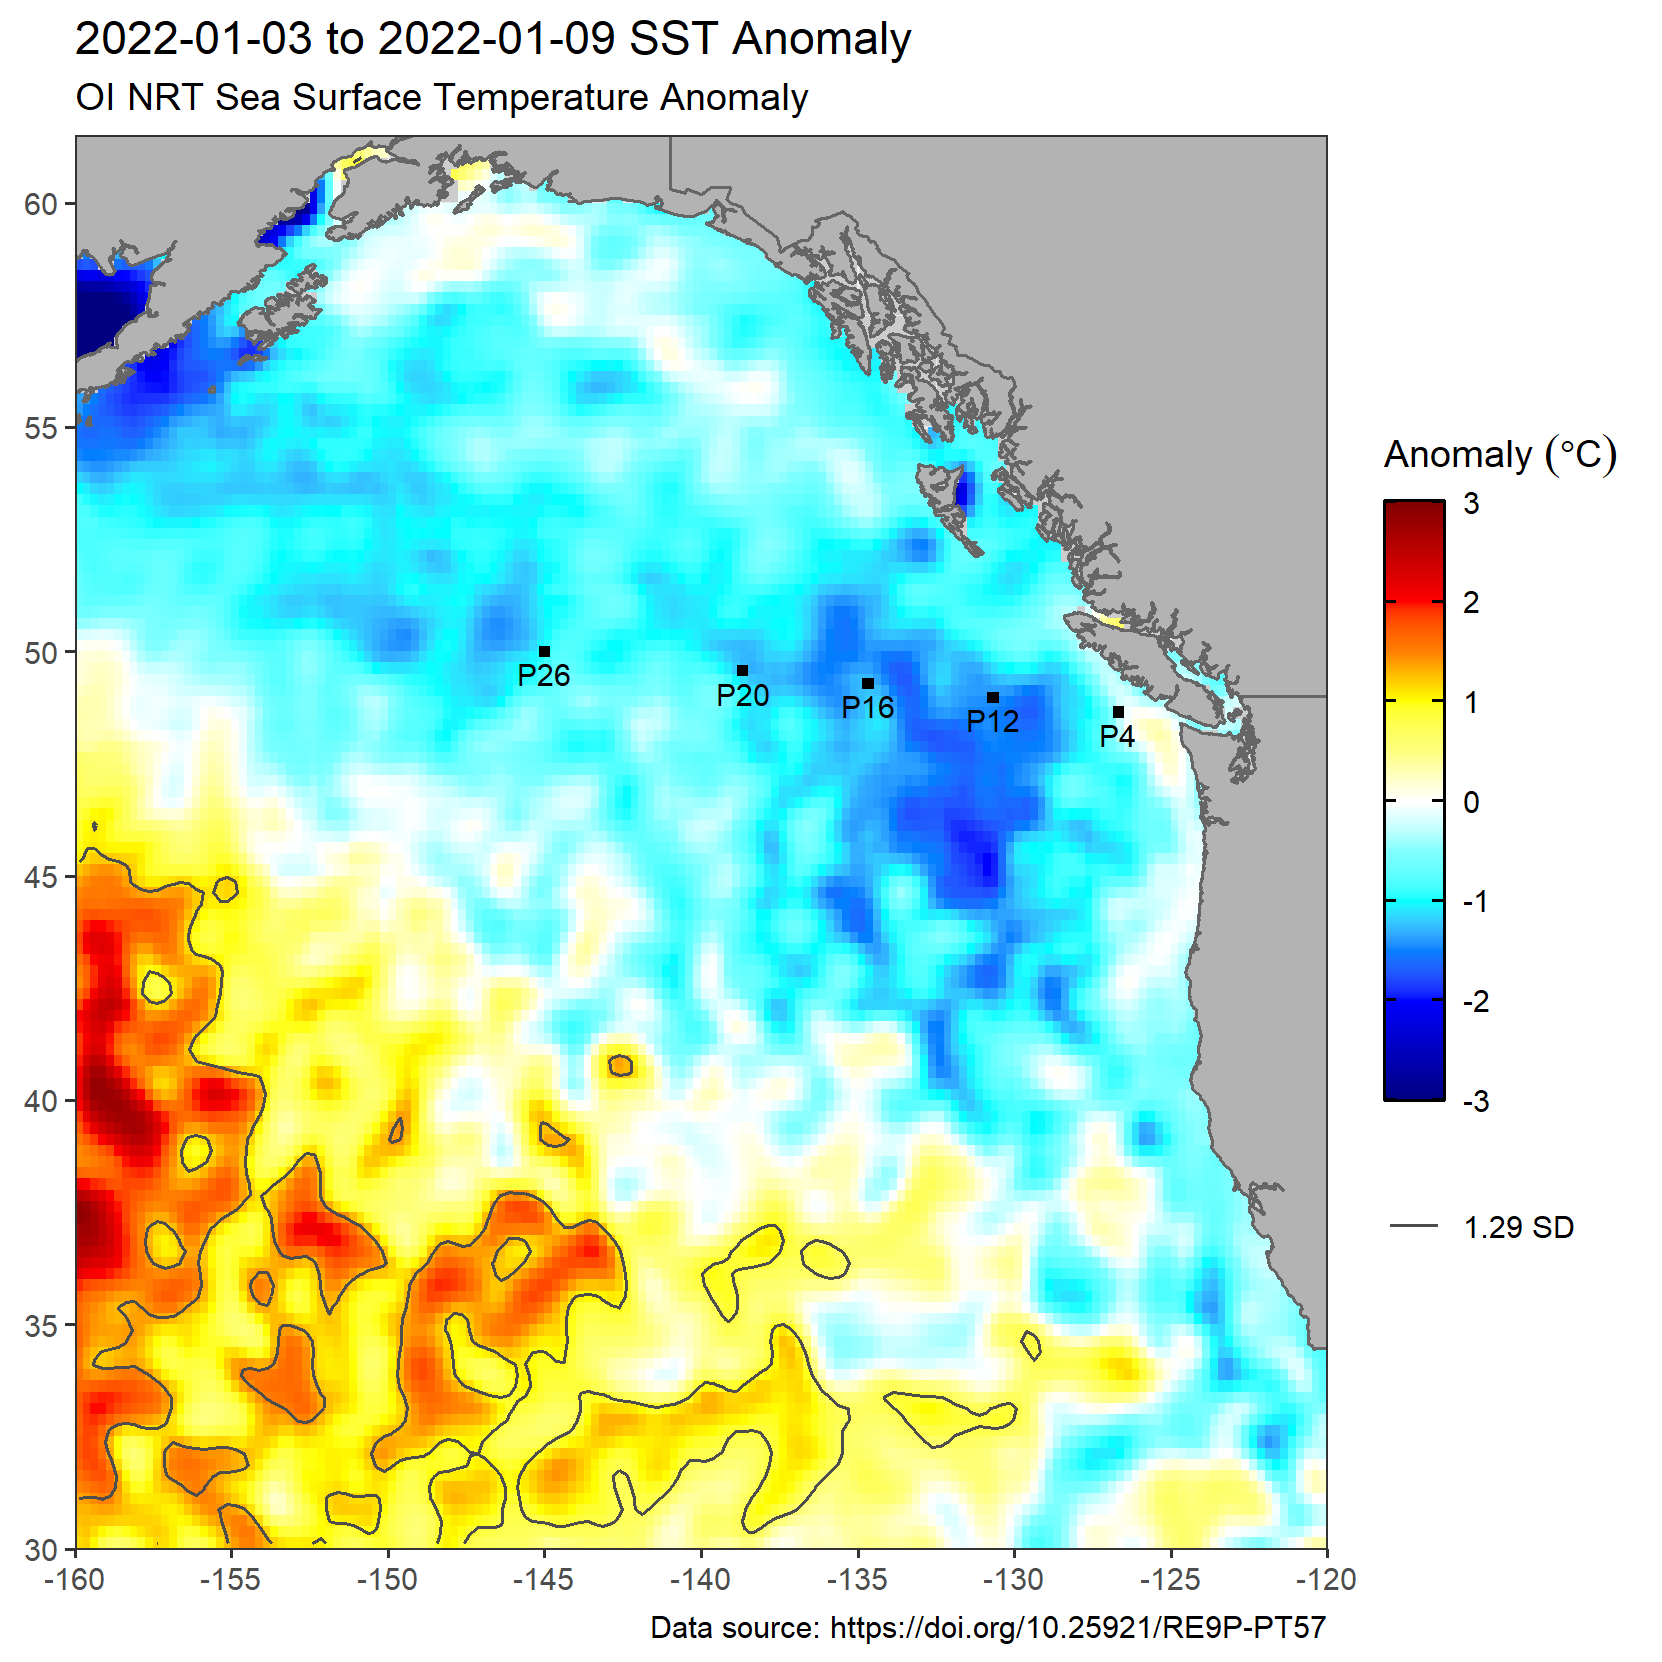 2022-01-03 to 2022-01-09 SST Anomaly
OI NRT Sea Surface Temperature Anomaly
60
55
50
45
40
35
30
-160
-155
-150
-145
-140
-135
-130
-125
-120
P26
P20
P16
P12
P4
Anomaly (°C)
3
2
1
0
-1
-2
-3
1.29 SD
Data source: https://doi.org/10.25921/RE9P-PT57